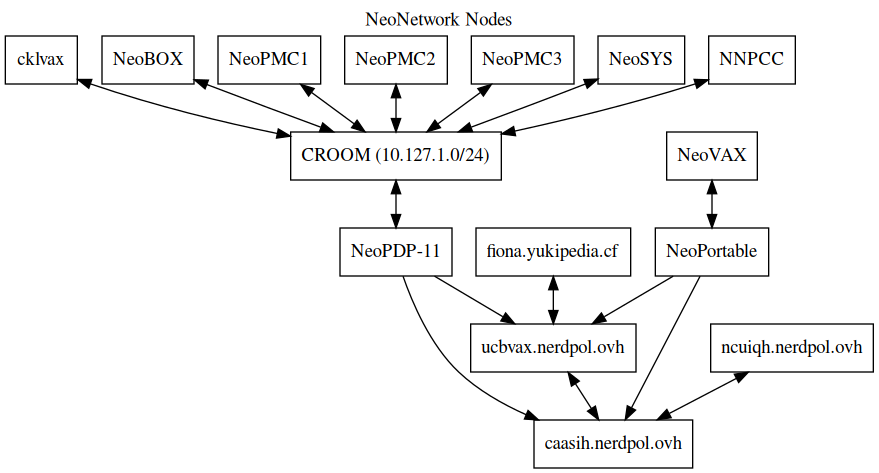 NeoNetwork Nodes
cklvax
NeoBOX
NeoPMC1
NeoPMC2
NeoPMC3
NeoSYS
NNPCC
CROOM (10.127.1.0/24)
NeoVAX
NeoPDP-11
fiona.yukipedia.cf
NeoPortable
ucbvax.nerdpol.ovh
ncuiqh.nerdpol.ovh
caasih.nerdpol.ovh